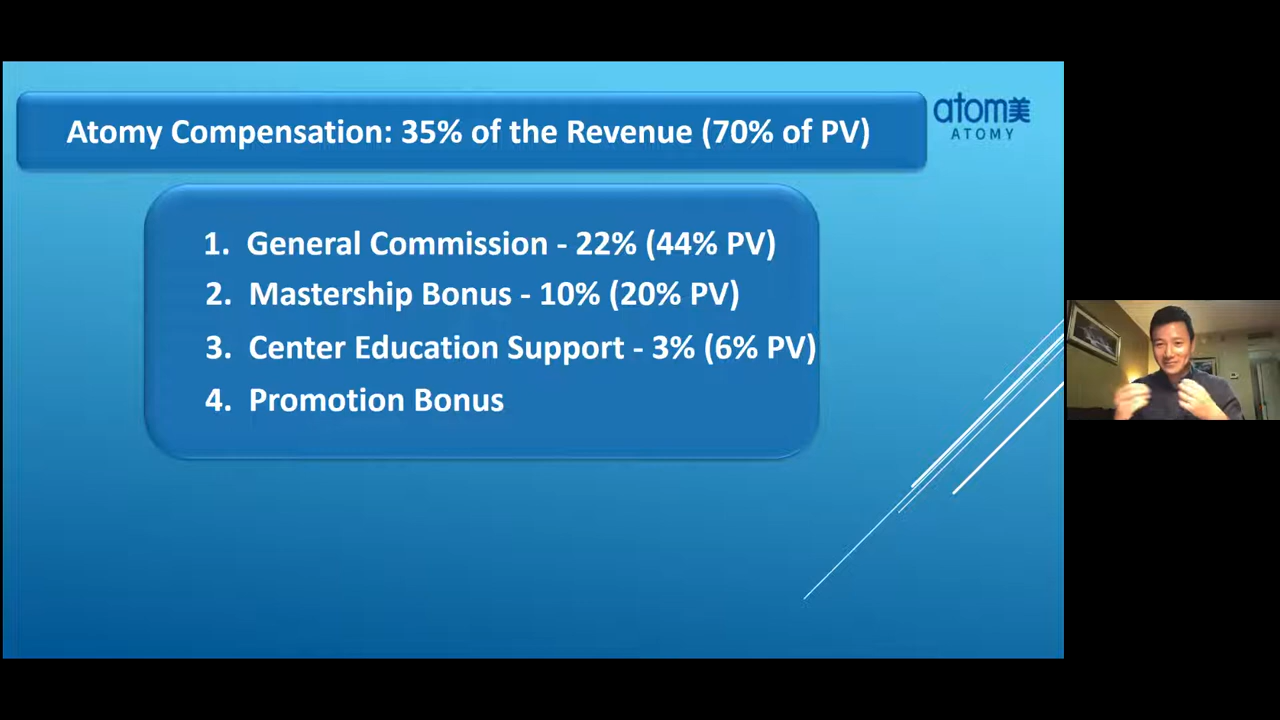 Atomy Compensation: 35% of the Revenue (70% of PV)
atom美
ATOMY
1. General Commission - 22% (44% PV)
2. Mastership Bonus - 10% (20% PV)
3. Center Education Support - 3% (6% PV)
4. Promotion Bonus